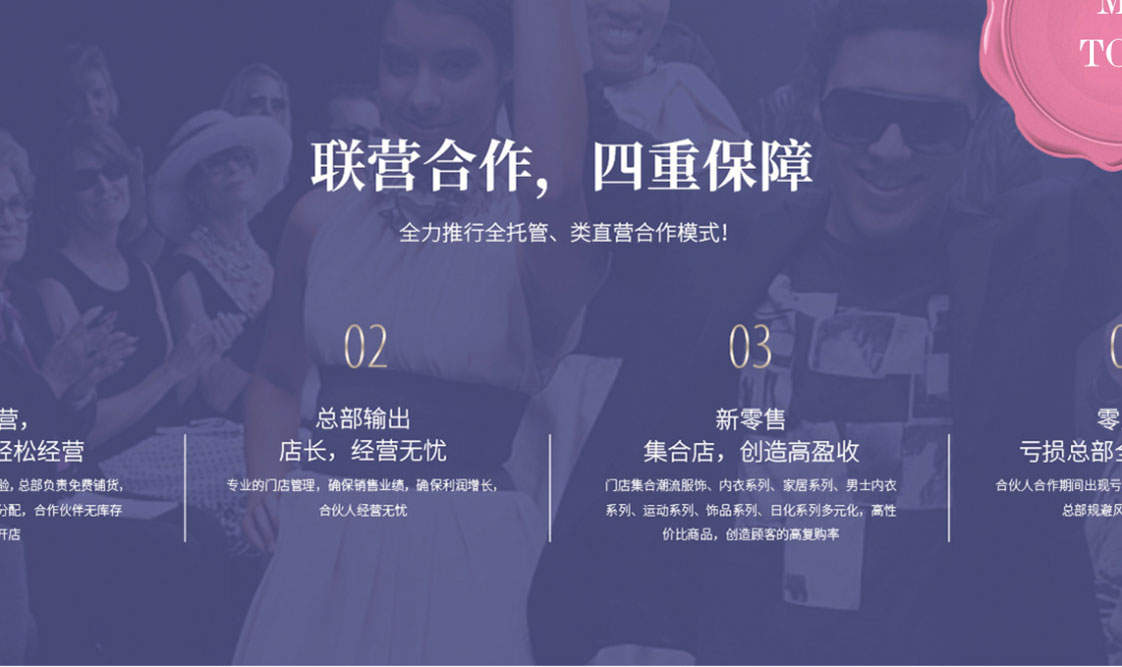 M
TO
联营合作，四重保障
全力推行全托管、类直营合作模式！
营，
轻松经营
验，总部负责免费铺货，
分配，合作伙伴无库存
开店
02
总部输出
店长，经营无忧
专业的门店管理，确保销售业绩，确保利润增长，
合伙人经营无忧
03
新零售
集合店，创造高盈收
门店集合潮流服饰、内衣系列、家居系列、男士内衣
系列、运动系列、饰品系列、日化系列多元化，高性
价比商品，创造顾客的高复购率
0
零
亏损总部全
合伙人合作期间出现亏
总部规避风